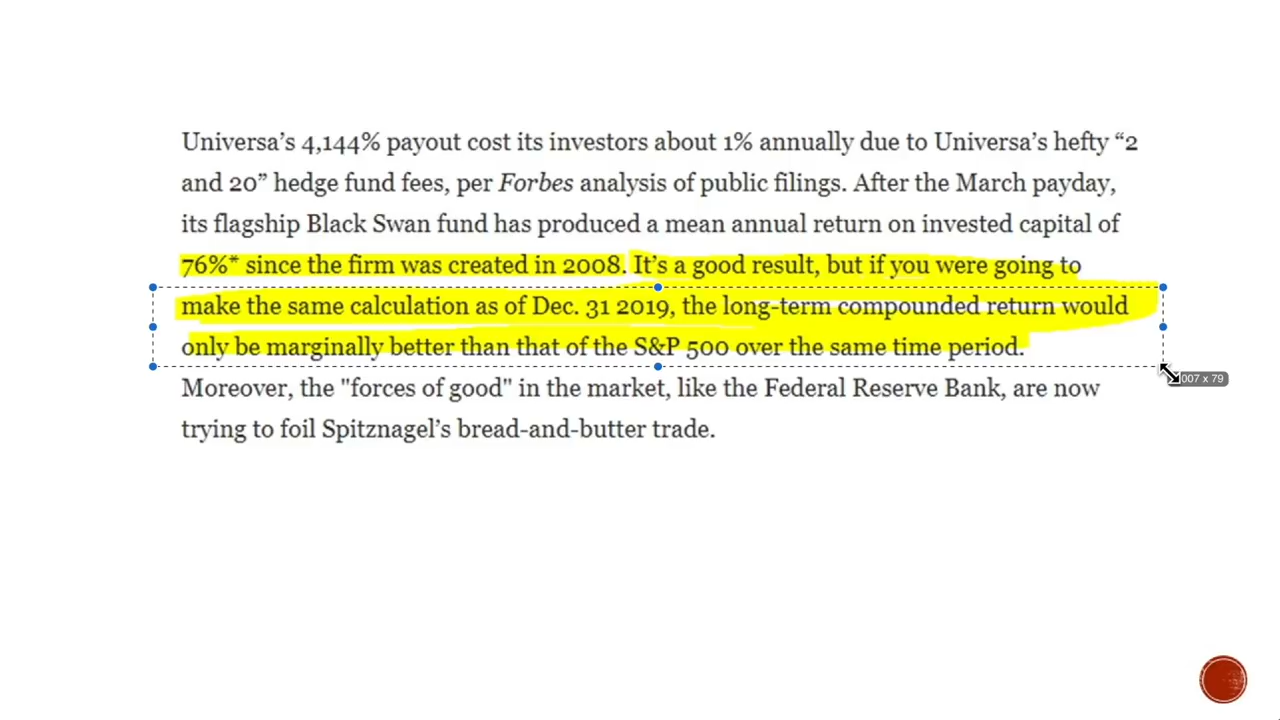 Universa’s 4,144% payout cost its investors about 1% annually due to Universa’s hefty “2
and 20” hedge fund fees, per Forbes analysis of public filings. After the March payday,
its flagship Black Swan fund has produced a mean annual return on invested capital of
76%* since the firm was created in 2008. It’s a good result, but if you were going to
make the same calculation as of Dec. 31 2019, the long-term compounded return would
only be marginally better than that of the S&P 500 over the same time period.
Moreover, the "forces of good" in the market, like the Federal Reserve Bank, are now
trying to foil Spitznagel’s bread-and-butter trade.
007 x 79